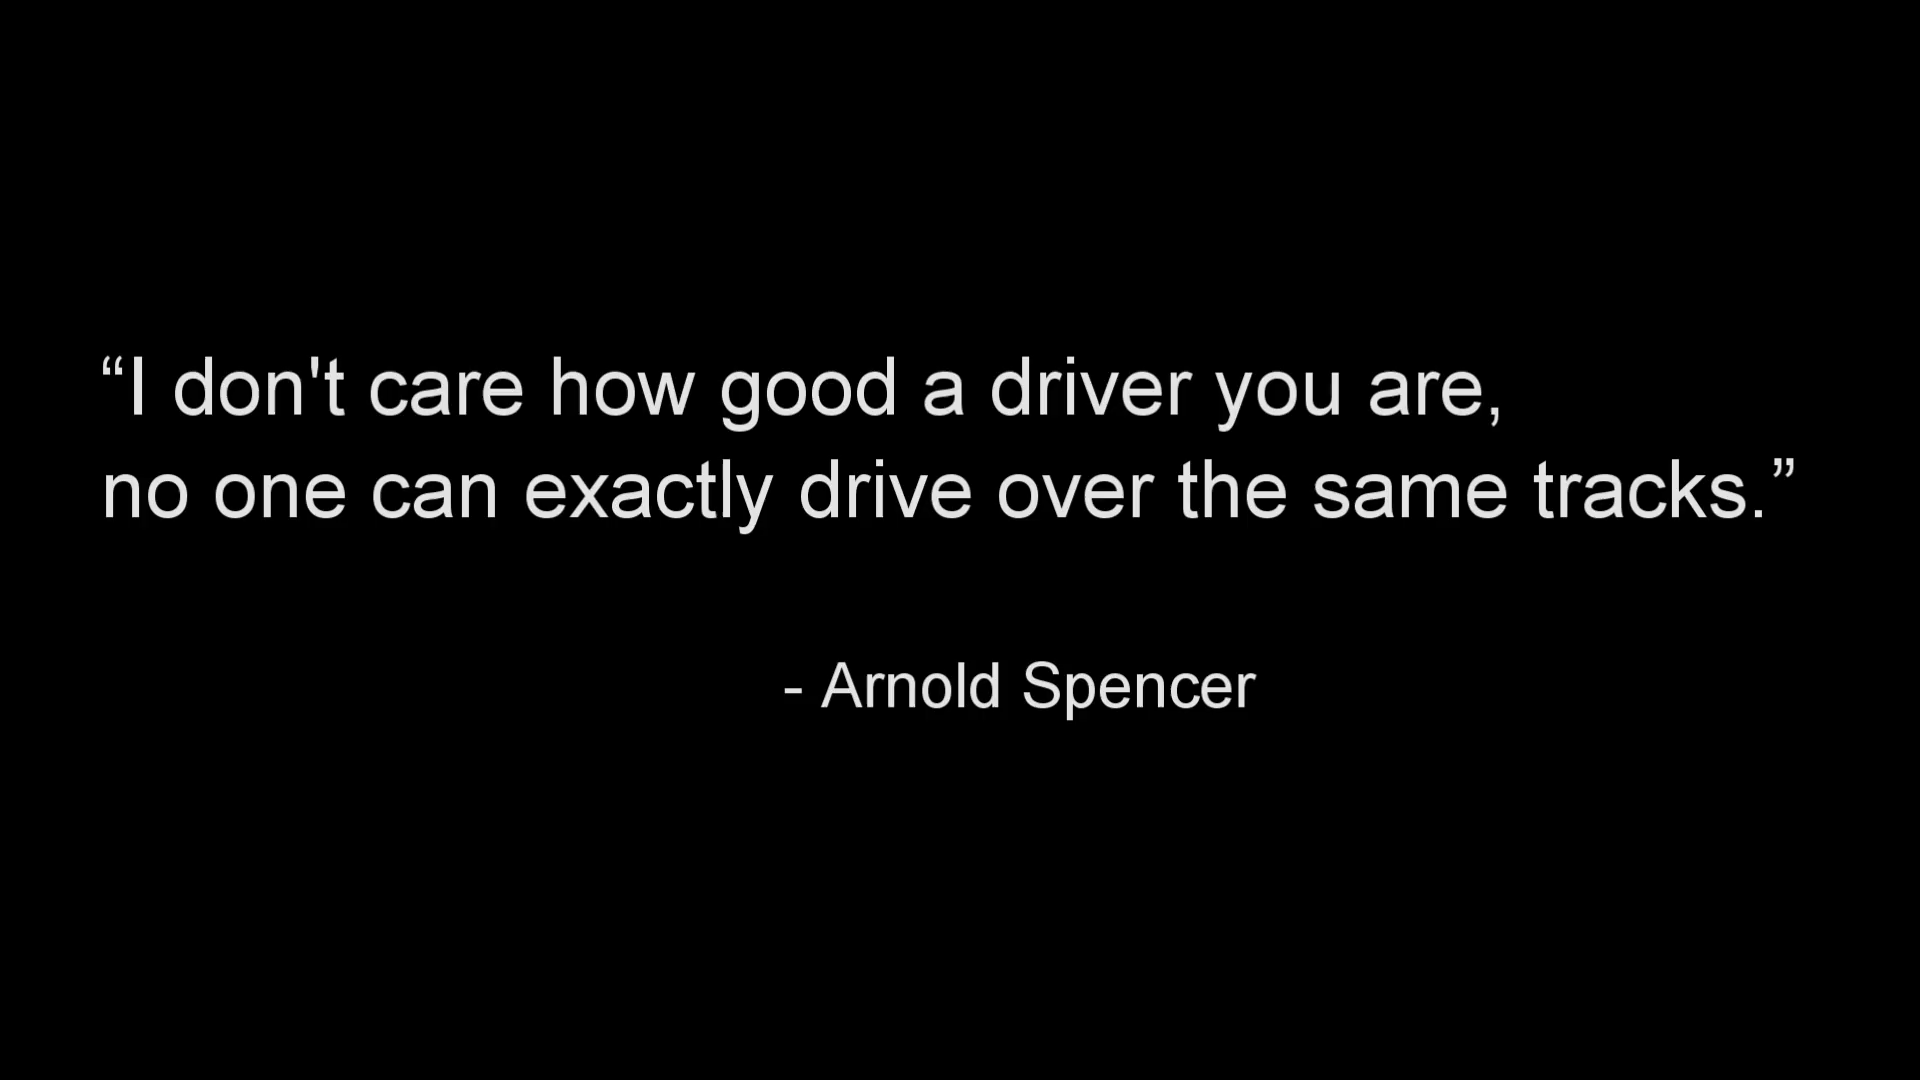 “I don't care how good a driver you are,
no one can exactly drive over the same tracks.”
- Arnold Spencer